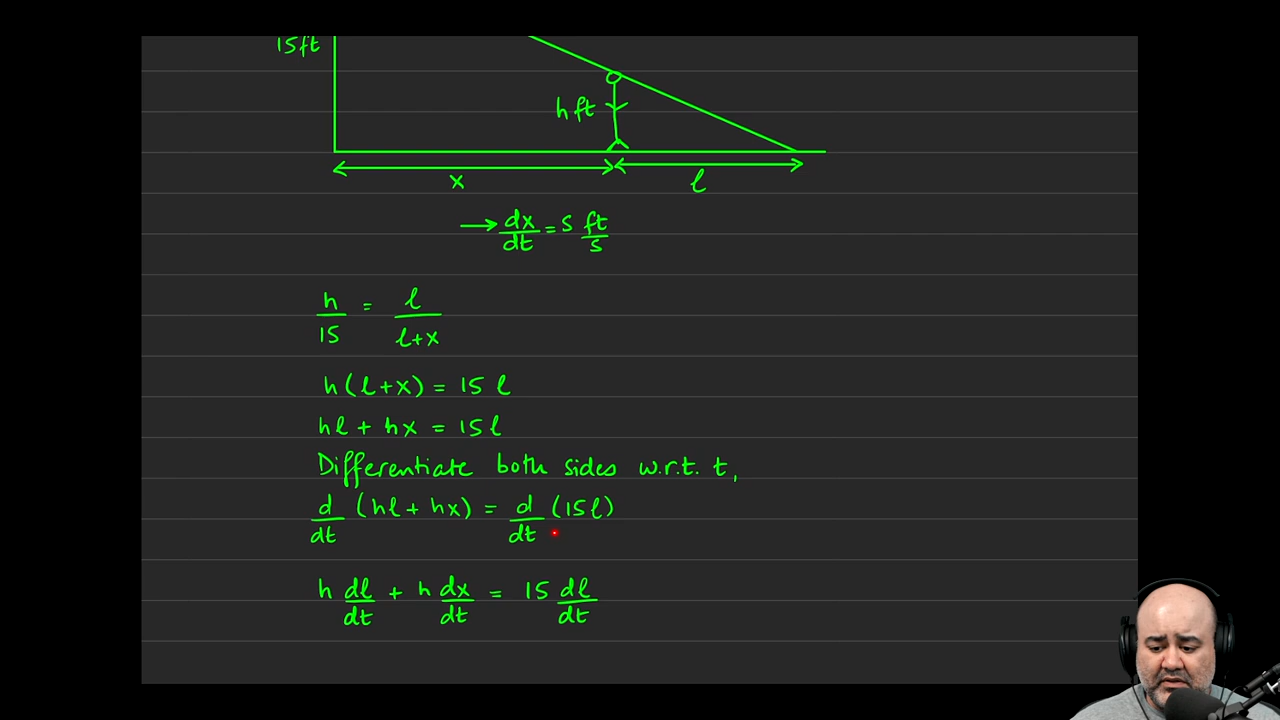 15ft
h ft
x
l
→ dx/dt = 5 ft/s
h/15 = l/(l+x)
h(l+x) = 15 l
hl + hx = 15 l
Differentiate both sides w.r.t. t,
d/dt (hl + hx) = d/dt (15l)
h dl/dt + h dx/dt = 15 dl/dt